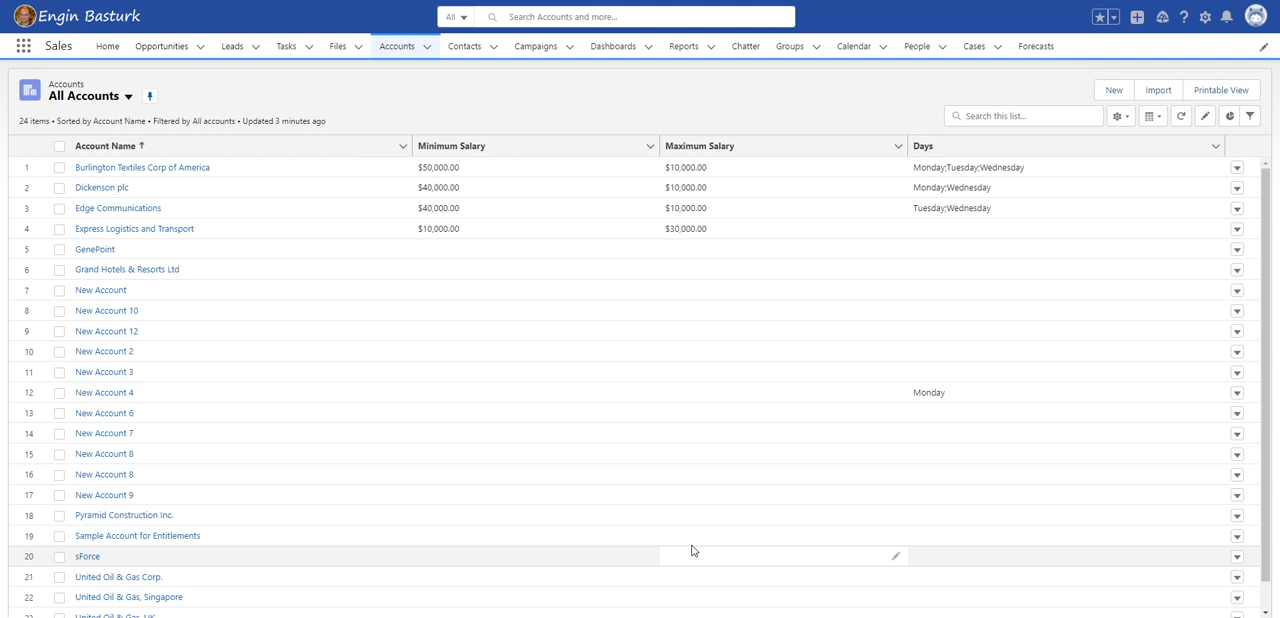 Engin Basturk
All
Search Accounts and more...
Sales
Home
Opportunities
Leads
Tasks
Files
Accounts
Contacts
Campaigns
Dashboards
Reports
Chatter
Groups
Calendar
People
Cases
Forecasts
Accounts
All Accounts
New
Import
Printable View
24 items • Sorted by Account Name • Filtered by All accounts • Updated 3 minutes ago
Search this list...
Account Name ↑ Minimum Salary Maximum Salary Days
1 Burlington Textiles Corp of America $50,000.00 $10,000.00 Monday;Tuesday;Wednesday
2 Dickenson plc $40,000.00 $10,000.00 Monday;Wednesday
3 Edge Communications $40,000.00 $10,000.00 Tuesday;Wednesday
4 Express Logistics and Transport $10,000.00 $30,000.00
5 GenePoint
6 Grand Hotels & Resorts Ltd
7 New Account
8 New Account 10
9 New Account 12
10 New Account 2
11 New Account 3
12 New Account 4 Monday
13 New Account 6
14 New Account 7
15 New Account 8
16 New Account 8
17 New Account 9
18 Pyramid Construction Inc.
19 Sample Account for Entitlements
20 sForce
21 United Oil & Gas Corp.
22 United Oil & Gas, Singapore
23 United Oil & Gas, UK